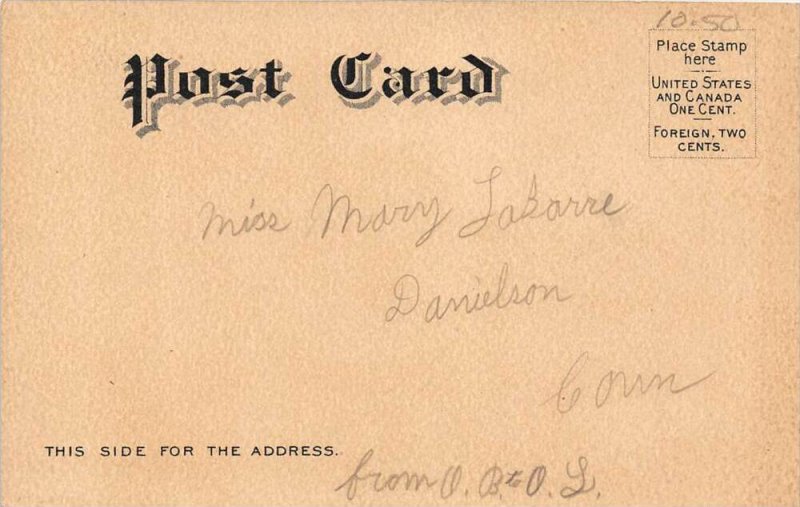 10.50
Place Stamp
here
UNITED STATES
AND CANADA
ONE CENT.
FOREIGN, TWO
CENTS.
Post Card
Miss Mary
Danielson
Conn
THIS SIDE FOR THE ADDRESS.
from O. B. & O. L.